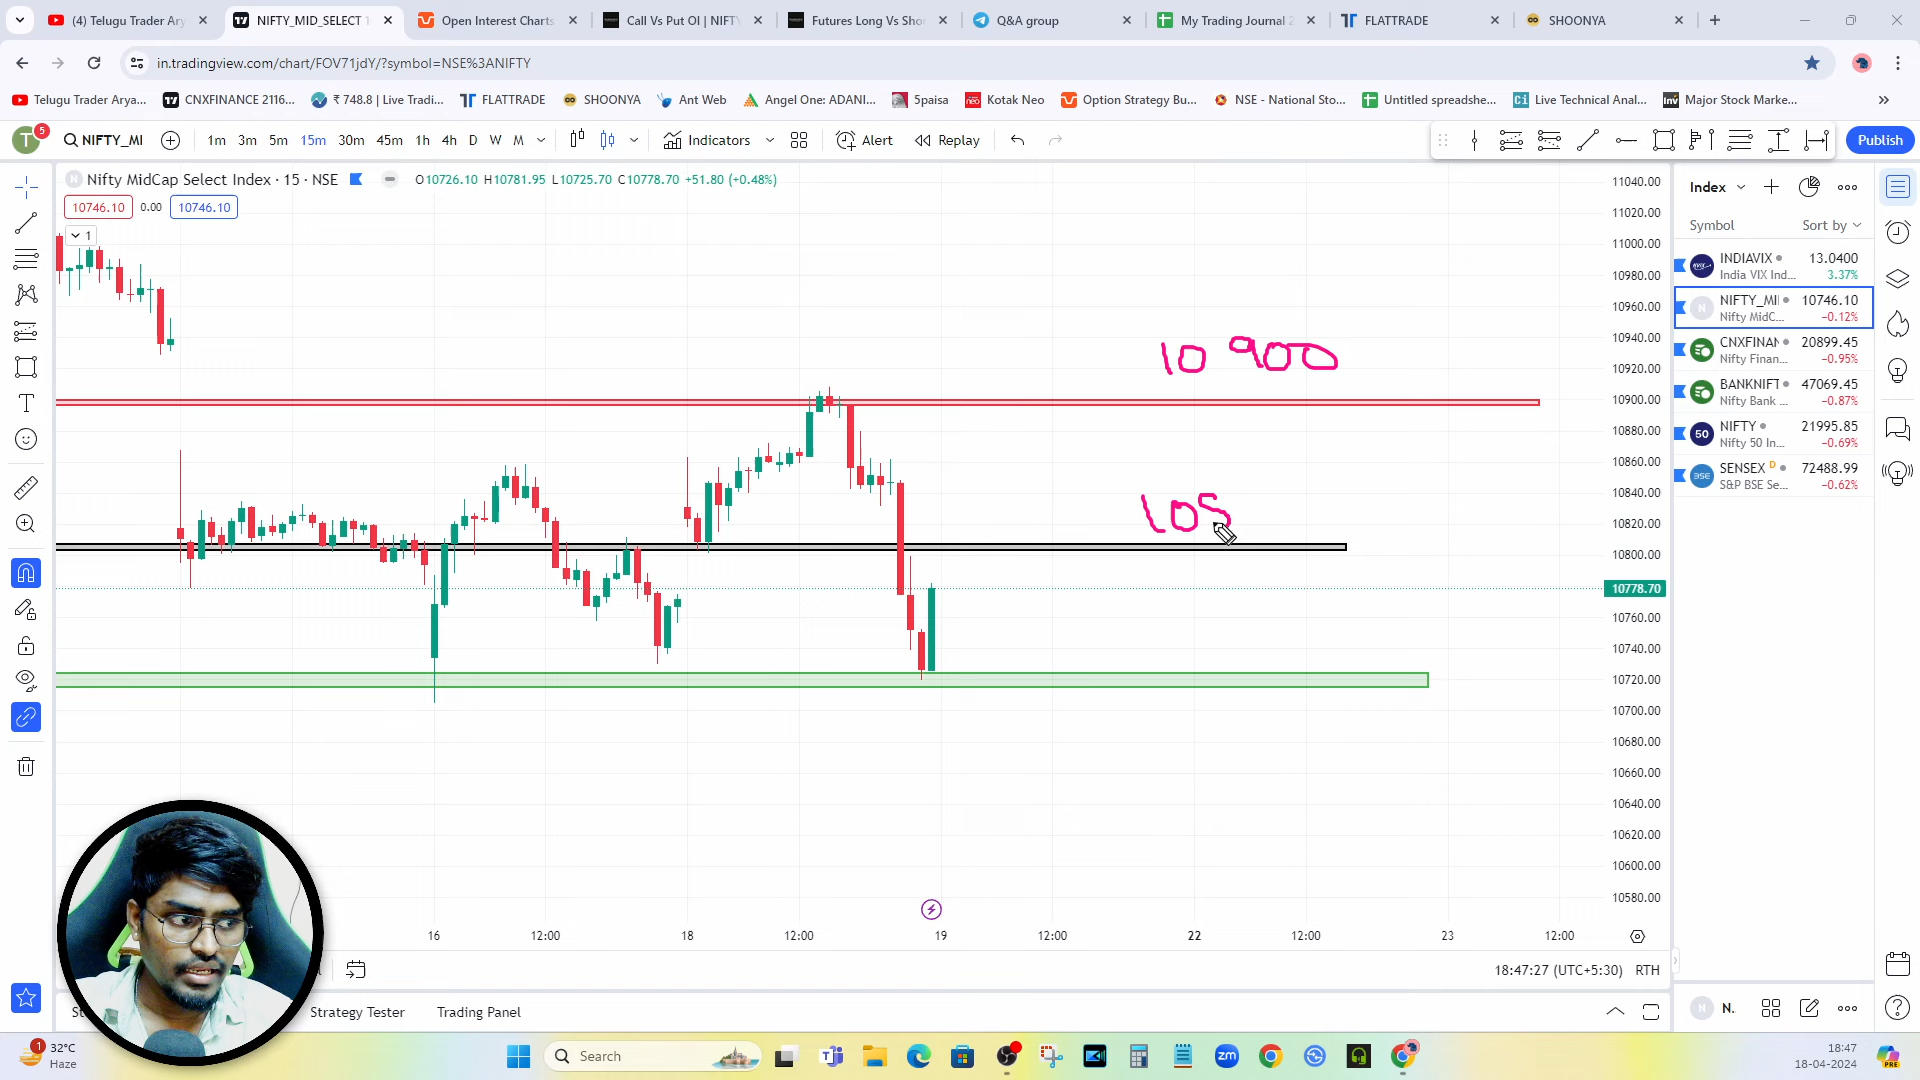 (4) Telugu Trader Ary
NIFTY_MID_SELECT 1
Open Interest Charts
Call Vs Put OI | NIFTY
Futures Long Vs Shor
Q&A group
My Trading Journal 2
FLATTRADE
SHOONYA
in.tradingview.com/chart/FOV71jdY/?symbol=NSE%3ANIFTY
Telugu Trader Arya...
CNXFINANCE 2116...
₹ 748.8 | Live Tradi...
FLATTRADE
SHOONYA
Ant Web
Angel One: ADANI...
5paisa
Kotak Neo
Option Strategy Bu...
NSE - National Sto...
Untitled spreadshe...
Live Technical Anal...
Major Stock Marke...
T 5
NIFTY_MI
1m 3m 5m 15m 30m 45m 1h 4h D W M
Indicators
Alert
Replay
Publish
Nifty MidCap Select Index · 15 · NSE
O10726.10 H10781.95 L10725.70 C10778.70 +51.80 (+0.48%)
10746.10 0.00 10746.10
1
10 900
105
11040.00
11020.00
11000.00
10980.00
10960.00
10940.00
10920.00
10900.00
10880.00
10860.00
10840.00
10820.00
10800.00
10778.70
10760.00
10740.00
10720.00
10700.00
10680.00
10660.00
10640.00
10620.00
10600.00
10580.00
16 12:00 18 12:00 19 12:00 22 12:00 23 12:00
18:47:27 (UTC+5:30) RTH
Strategy Tester
Trading Panel
Index
Symbol Sort by
INDIAVIX 13.0400
India VIX Ind... 3.37%
NIFTY_MI 10746.10
Nifty MidC... −0.12%
CNXFINAN 20899.45
Nifty Finan... −0.95%
BANKNIFT 47069.45
Nifty Bank ... −0.87%
NIFTY 21995.85
Nifty 50 In... −0.69%
SENSEX D 72488.99
S&P BSE Se... −0.62%
N.
1
32°C
Haze
Search
18:47
18-04-2024